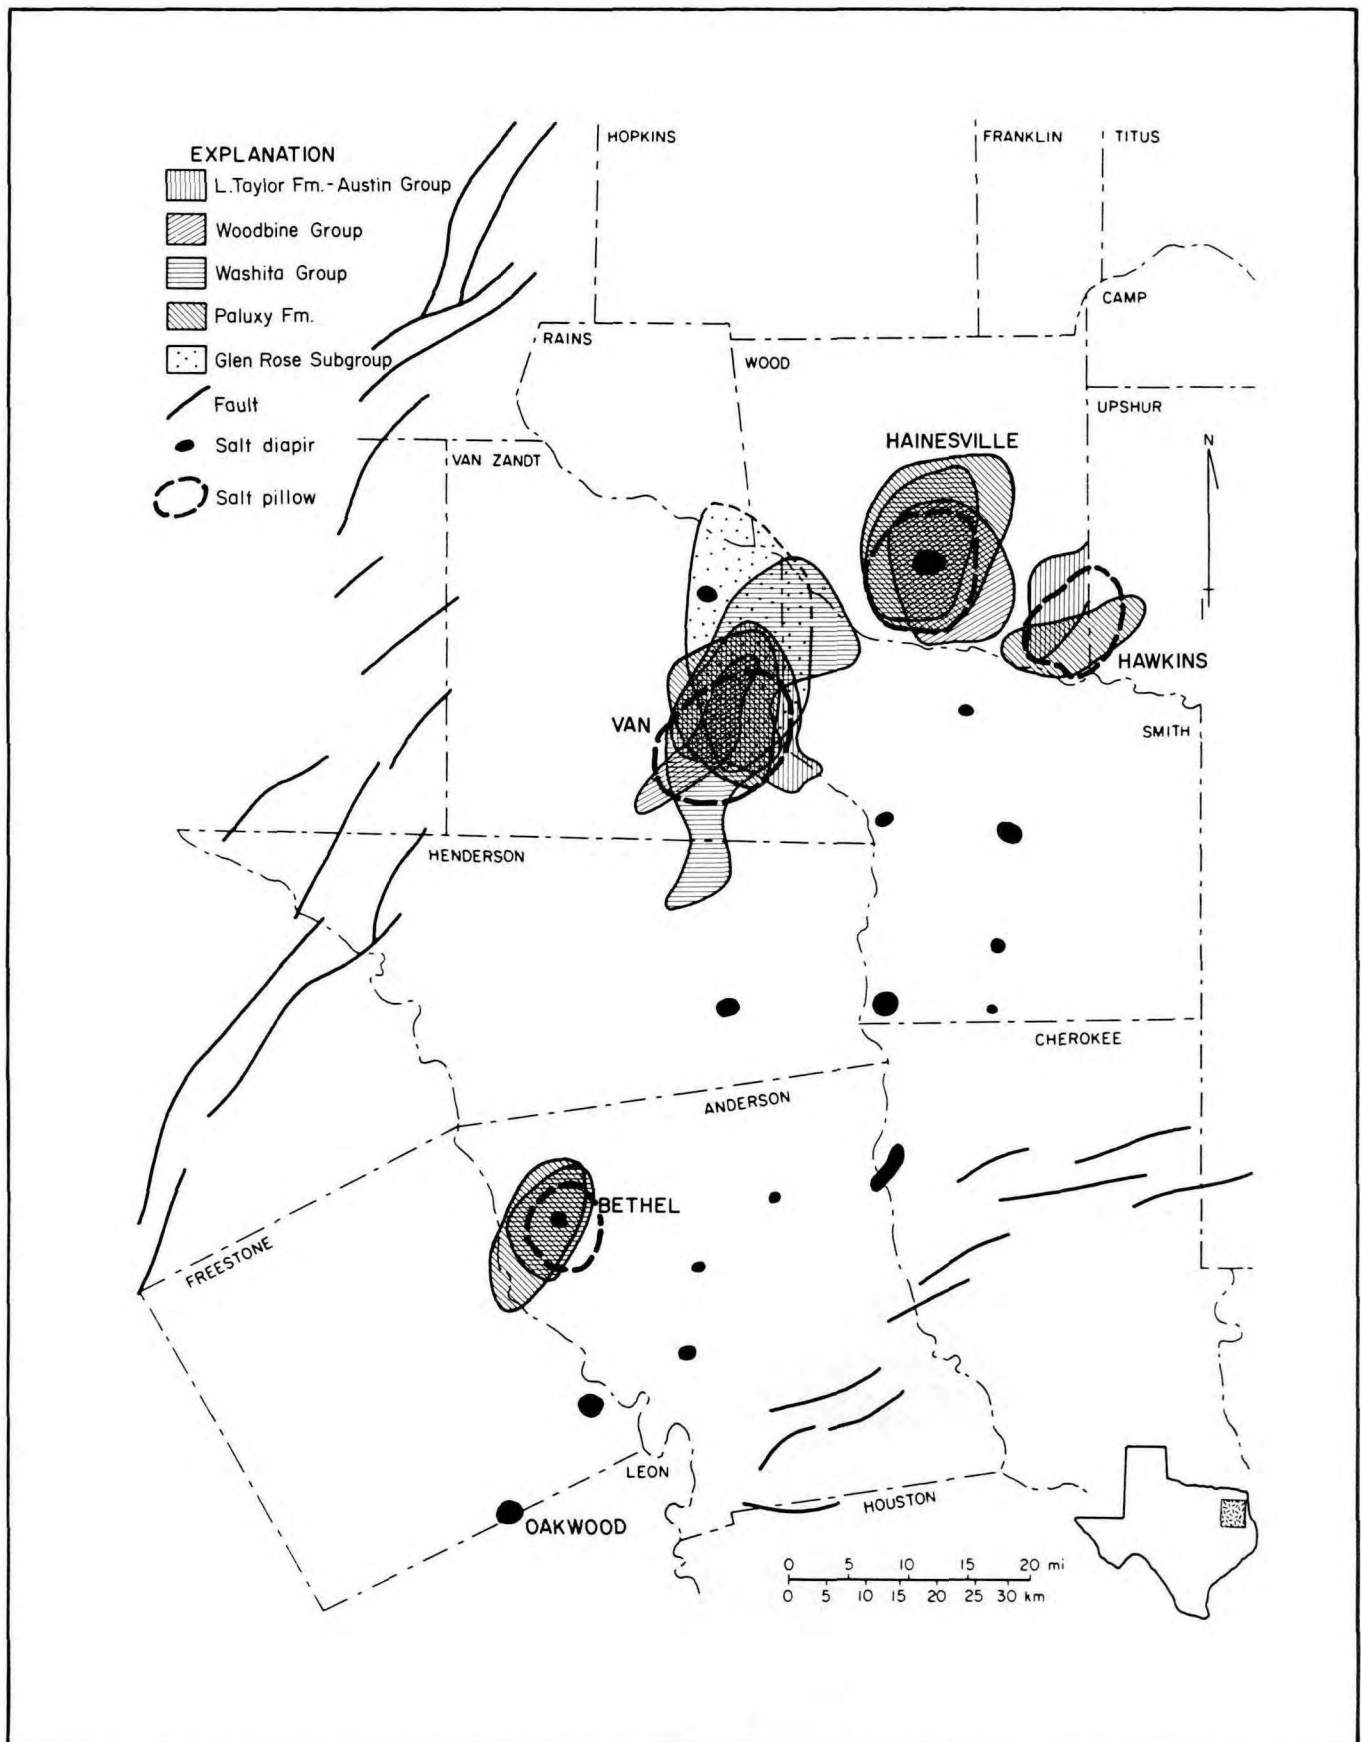 EXPLANATION
L.Taylor Fm.-Austin Group
Woodbine Group
Washita Group
Paluxy Fm.
Glen Rose Subgroup
Fault
Salt diapir
Salt pillow
HOPKINS
FRANKLIN
TITUS
CAMP
RAINS
WOOD
UPSHUR
HAINESVILLE
N
VAN ZANDT
HAWKINS
VAN
SMITH
HENDERSON
CHEROKEE
ANDERSON
BETHEL
FREESTONE
LEON
HOUSTON
OAKWOOD
0 5 10 15 20 mi
0 5 10 15 20 25 30 km